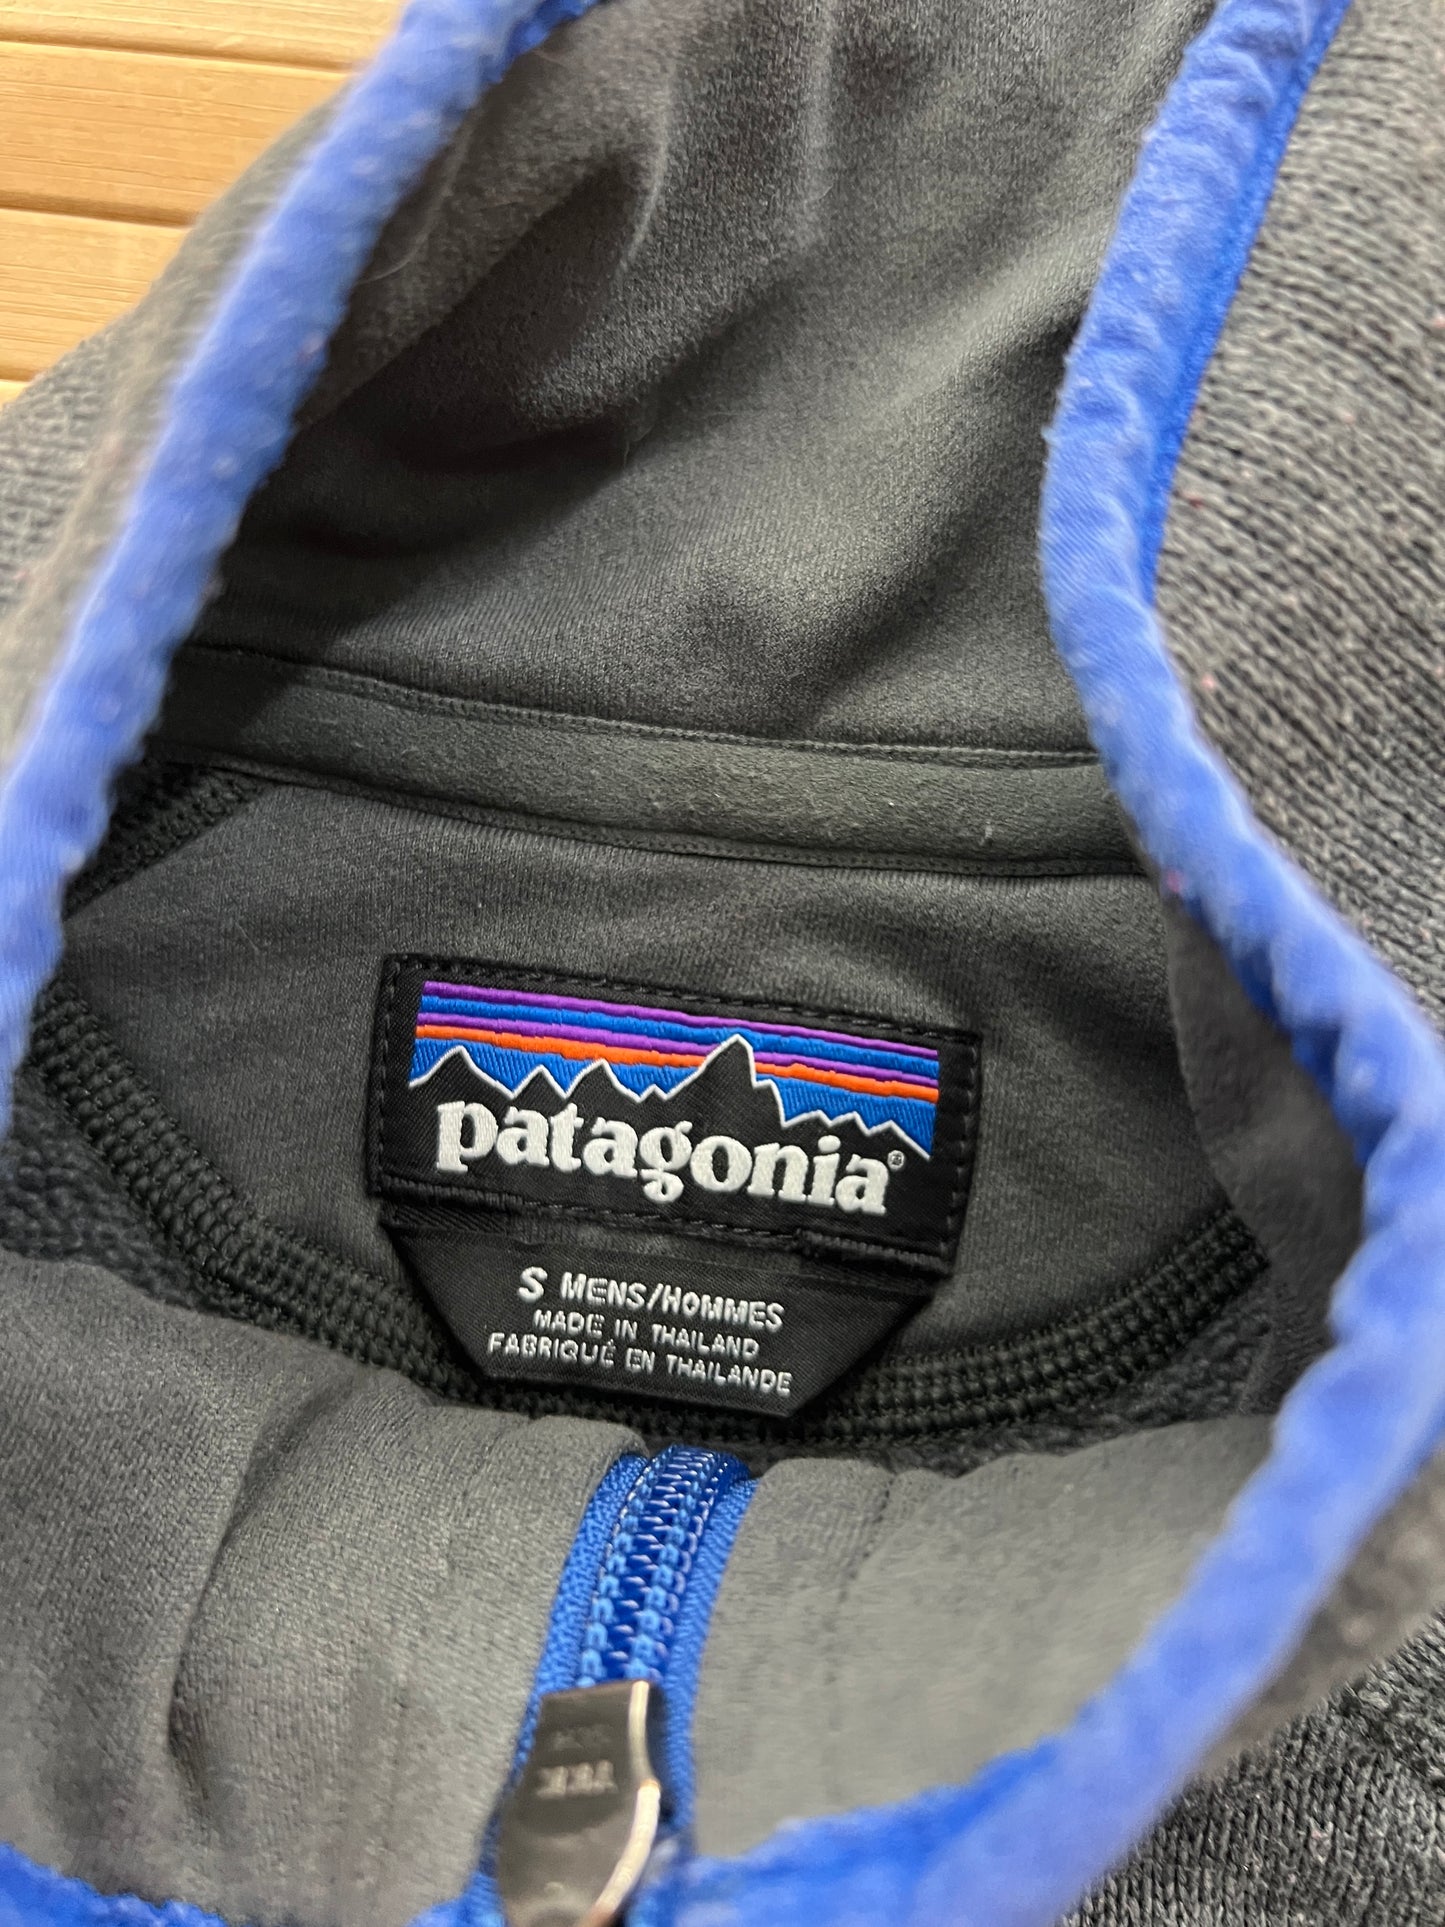 patagonia®
S MENS/HOMMES
MADE IN THAILAND
FABRIQUÉ EN THAILANDE